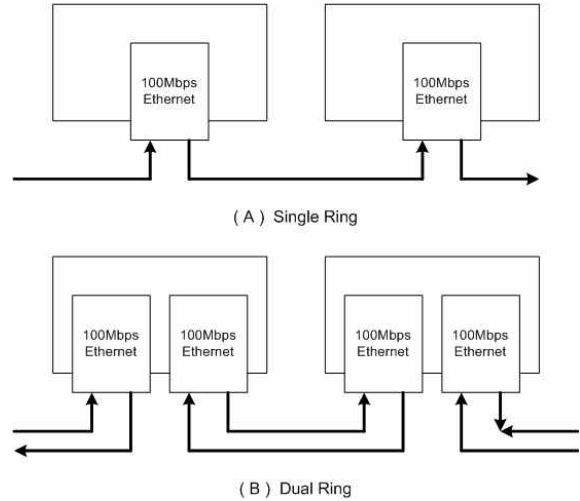 100Mbps
Ethernet
100Mbps
Ethernet
( A ) Single Ring
100Mbps
Ethernet
100Mbps
Ethernet
100Mbps
Ethernet
100Mbps
Ethernet
( B ) Dual Ring